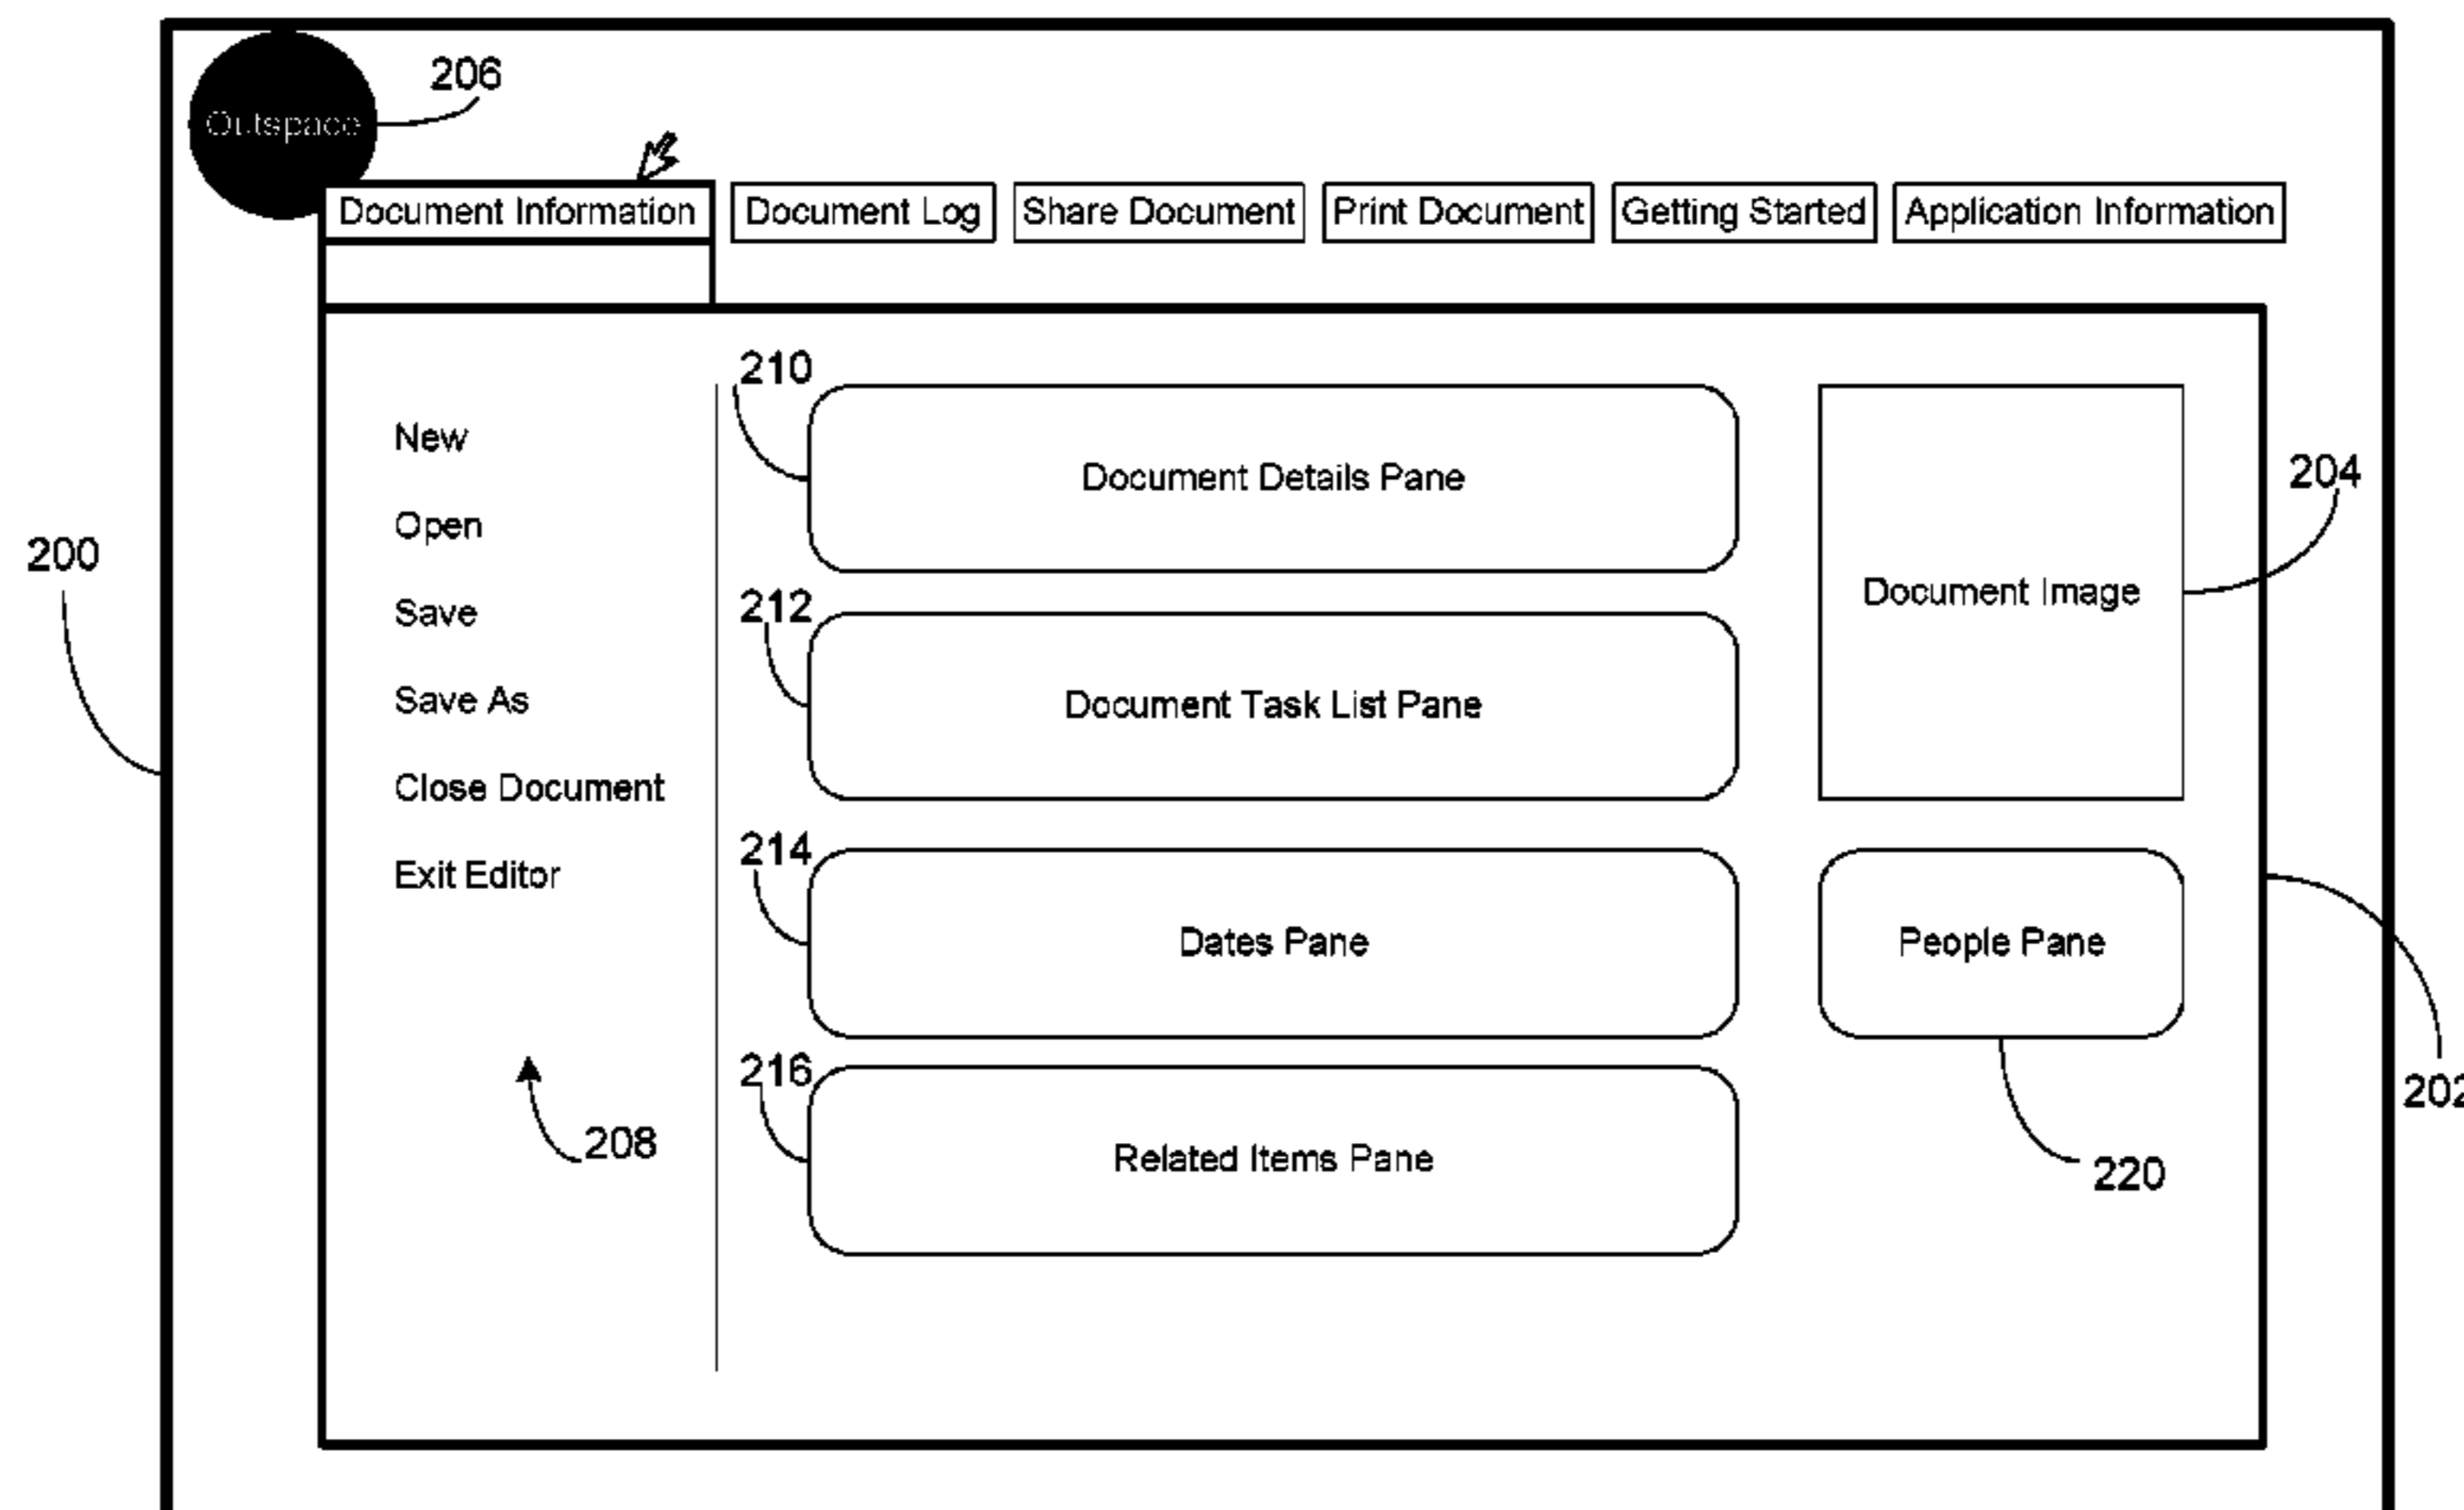 206
Outspace
Document Information
Document Log
Share Document
Print Document
Getting Started
Application Information
200
New
Open
Save
Save As
Close Document
Exit Editor
208
210
Document Details Pane
212
Document Task List Pane
214
Dates Pane
216
Related Items Pane
Document Image
204
People Pane
202
220